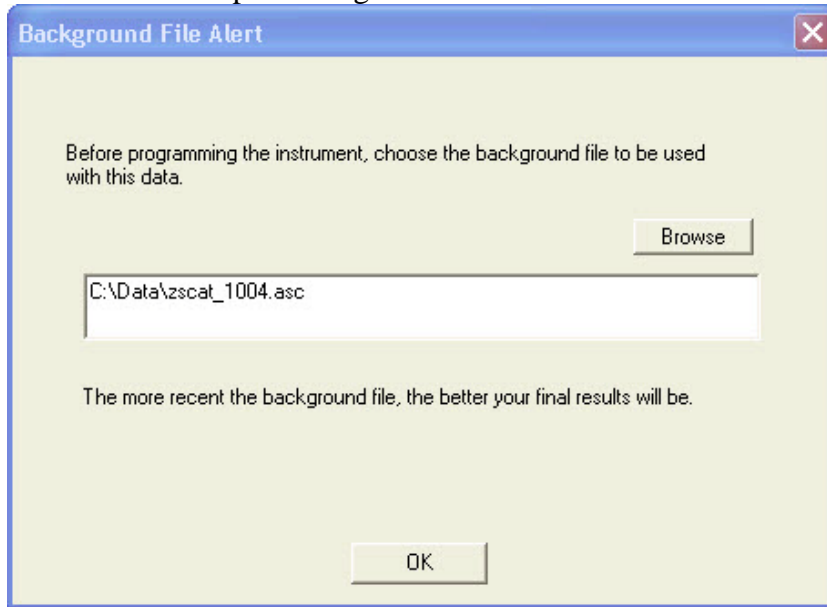 Background File Alert
Before programming the instrument, choose the background file to be used
with this data.
Browse
C:\Data\zscat_1004.asc
The more recent the background file, the better your final results will be.
OK